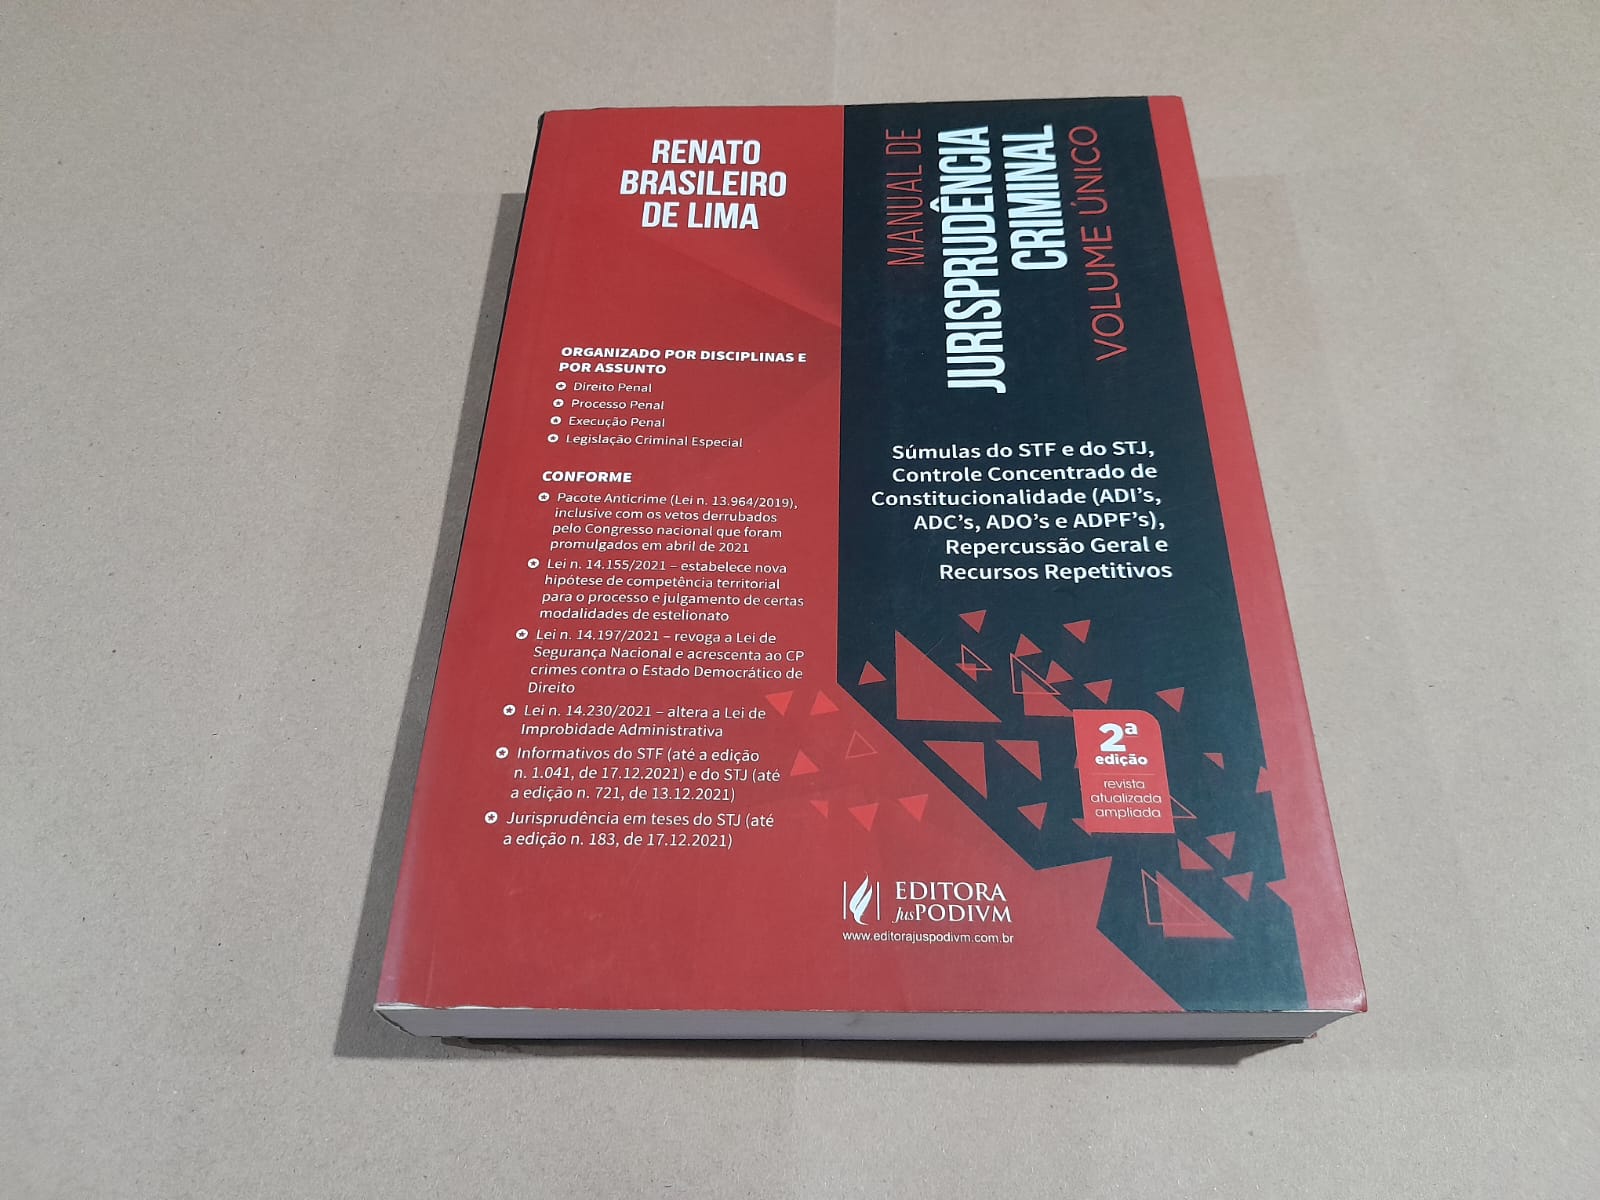 RENATO
BRASILEIRO
DE LIMA
MANUAL DE
JURISPRUDÊNCIA
CRIMINAL
VOLUME ÚNICO
ORGANIZADO POR DISCIPLINAS E
POR ASSUNTO
Direito Penal
Processo Penal
Execução Penal
Legislação Criminal Especial
CONFORME
Pacote Anticrime (Lei n. 13.964/2019),
inclusive com os vetos derrubados
pelo Congresso nacional que foram
promulgados em abril de 2021
Lei n. 14.155/2021 – estabelece nova
hipótese de competência territorial
para o processo e julgamento de certas
modalidades de estelionato
Lei n. 14.197/2021 – revoga a Lei de
Segurança Nacional e acrescenta ao CP
crimes contra o Estado Democrático de
Direito
Lei n. 14.230/2021 – altera a Lei de
Improbidade Administrativa
Informativos do STF (até a edição
n. 1.041, de 17.12.2021) e do STJ (até
a edição n. 721, de 13.12.2021)
Jurisprudência em teses do STJ (até
a edição n. 183, de 17.12.2021)
Súmulas do STF e do STJ,
Controle Concentrado de
Constitucionalidade (ADI's,
ADC's, ADO's e ADPF's),
Repercussão Geral e
Recursos Repetitivos
2ª
edição
revista
atualizada
ampliada
EDITORA
JusPODIVM
www.editorajuspodivm.com.br